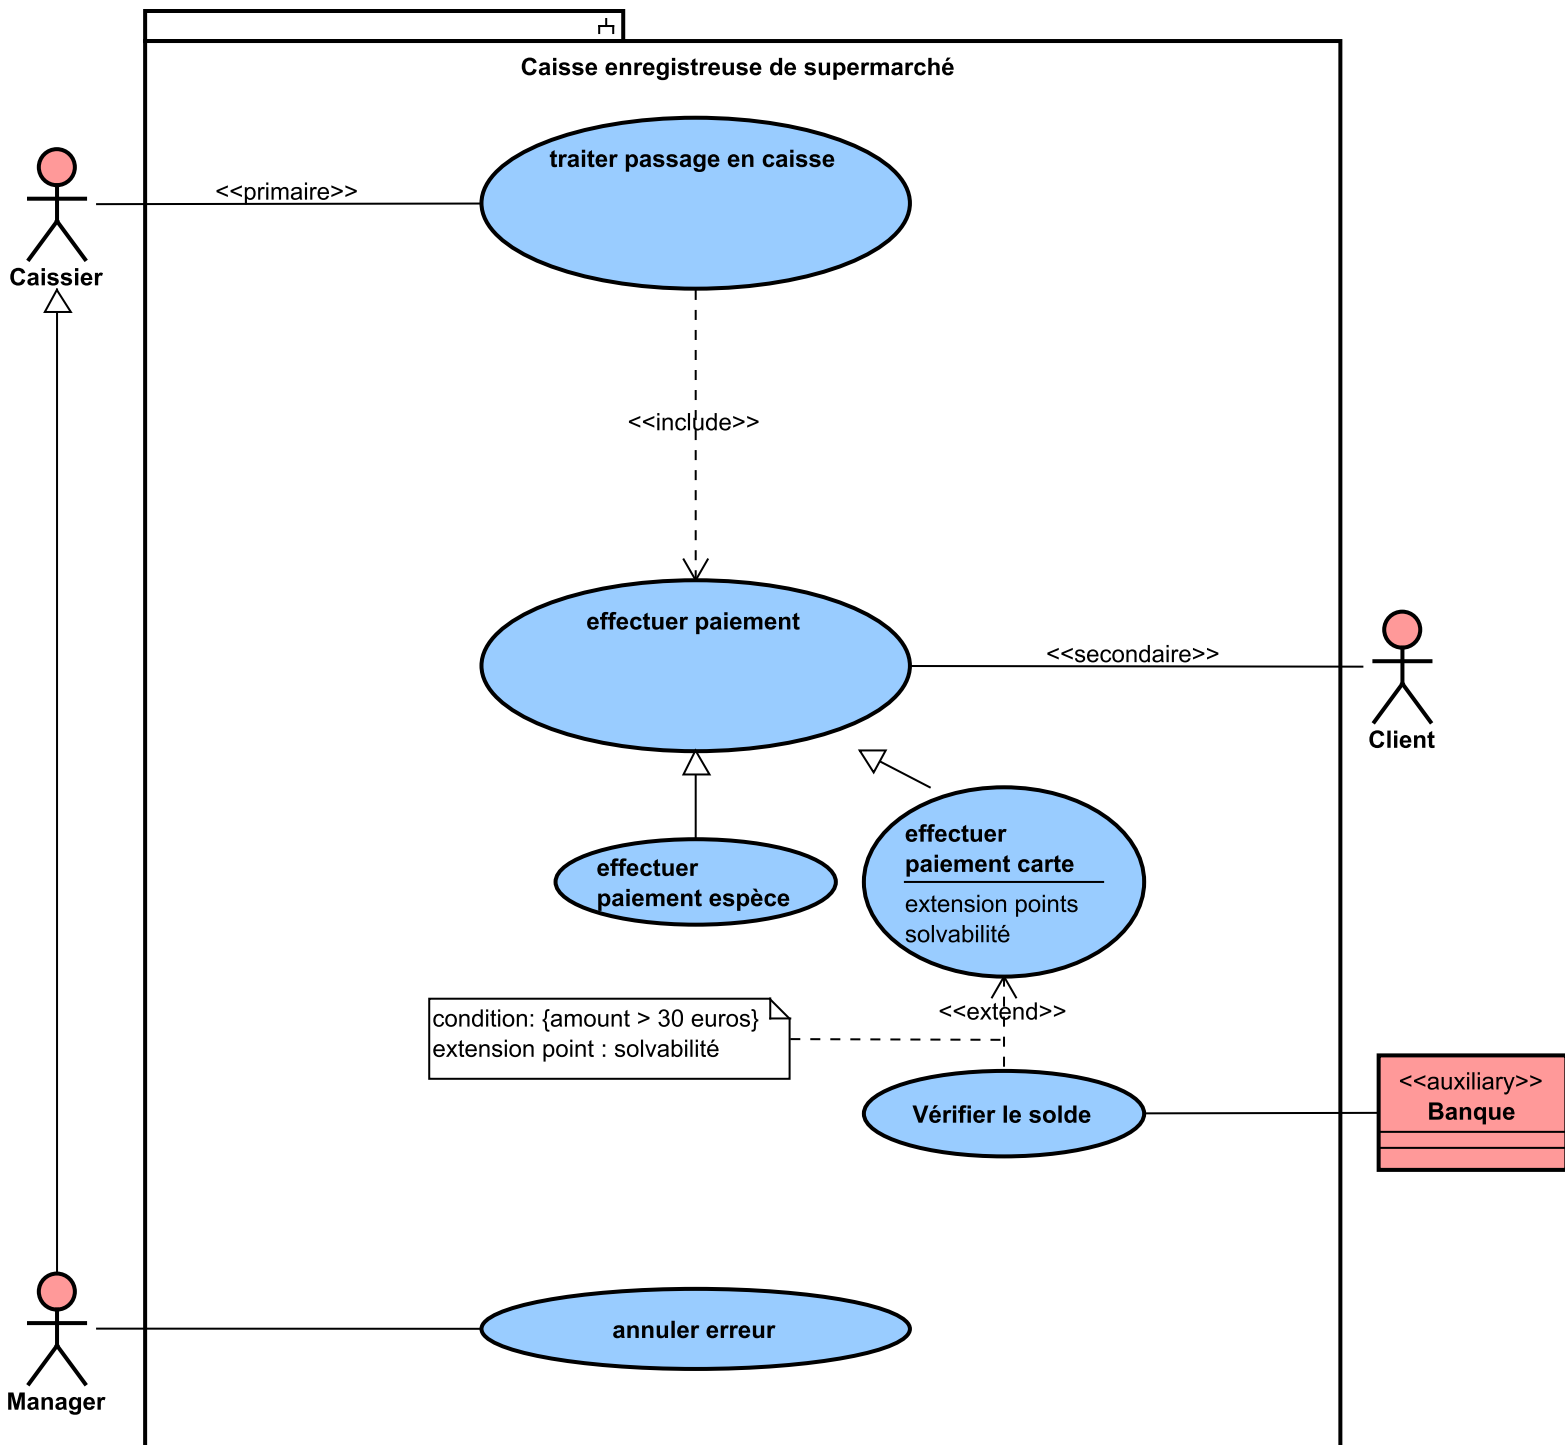 Caisse enregistreuse de supermarché
traiter passage en caisse
<<primaire>>
Caissier
<<include>>
effectuer paiement
<<secondaire>>
Client
effectuer
paiement carte
extension points
solvabilité
effectuer
paiement espèce
<<extend>>
condition: {amount > 30 euros}
extension point : solvabilité
Vérifier le solde
<<auxiliary>>
Banque
annuler erreur
Manager